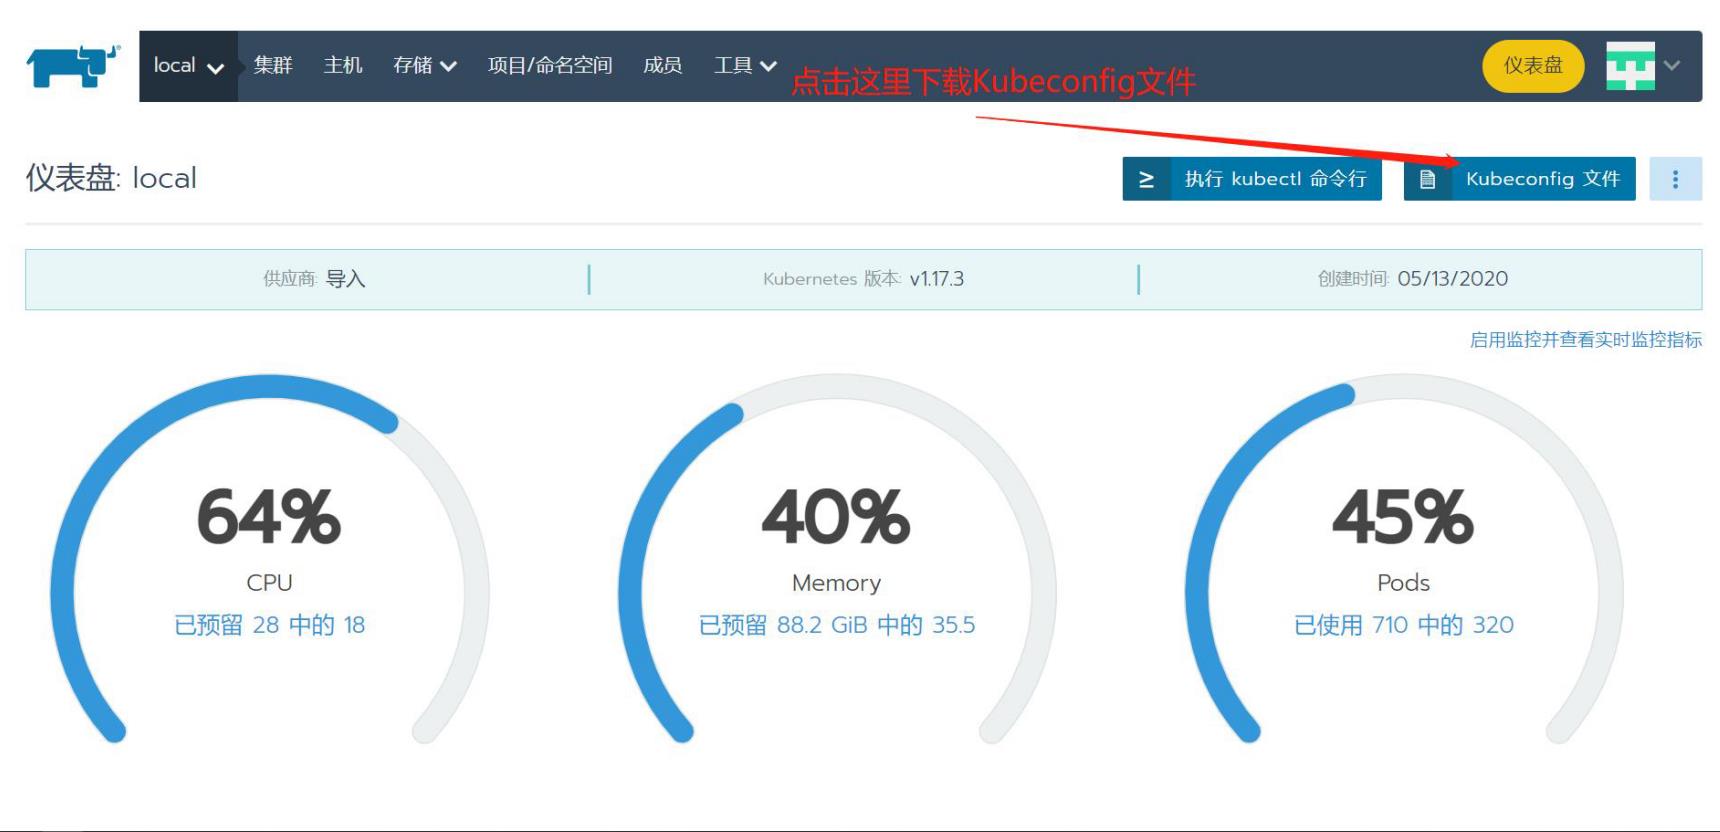 local 集群 主机 存储 项目/命名空间 成员 工具 仪表盘
点击这里下载Kubeconfig文件
仪表盘: local
≥ 执行 kubectl 命令行 Kubeconfig 文件
供应商: 导入 Kubernetes 版本: v1.17.3 创建时间: 05/13/2020
启用监控并查看实时监控指标
64% 40% 45%
CPU Memory Pods
已预留 28 中的 18 已预留 88.2 GiB 中的 35.5 已使用 710 中的 320